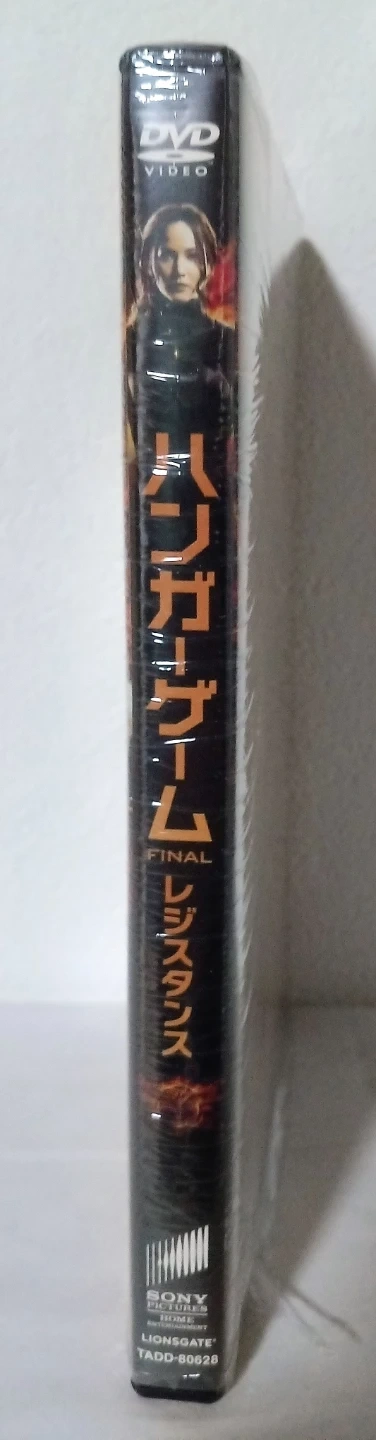 DVD
VIDEO
ハンガーゲーム
FINAL
レジスタンス
SONY
PICTURES
HOME
ENTERTAINMENT
LIONSGATE
TADD-80628